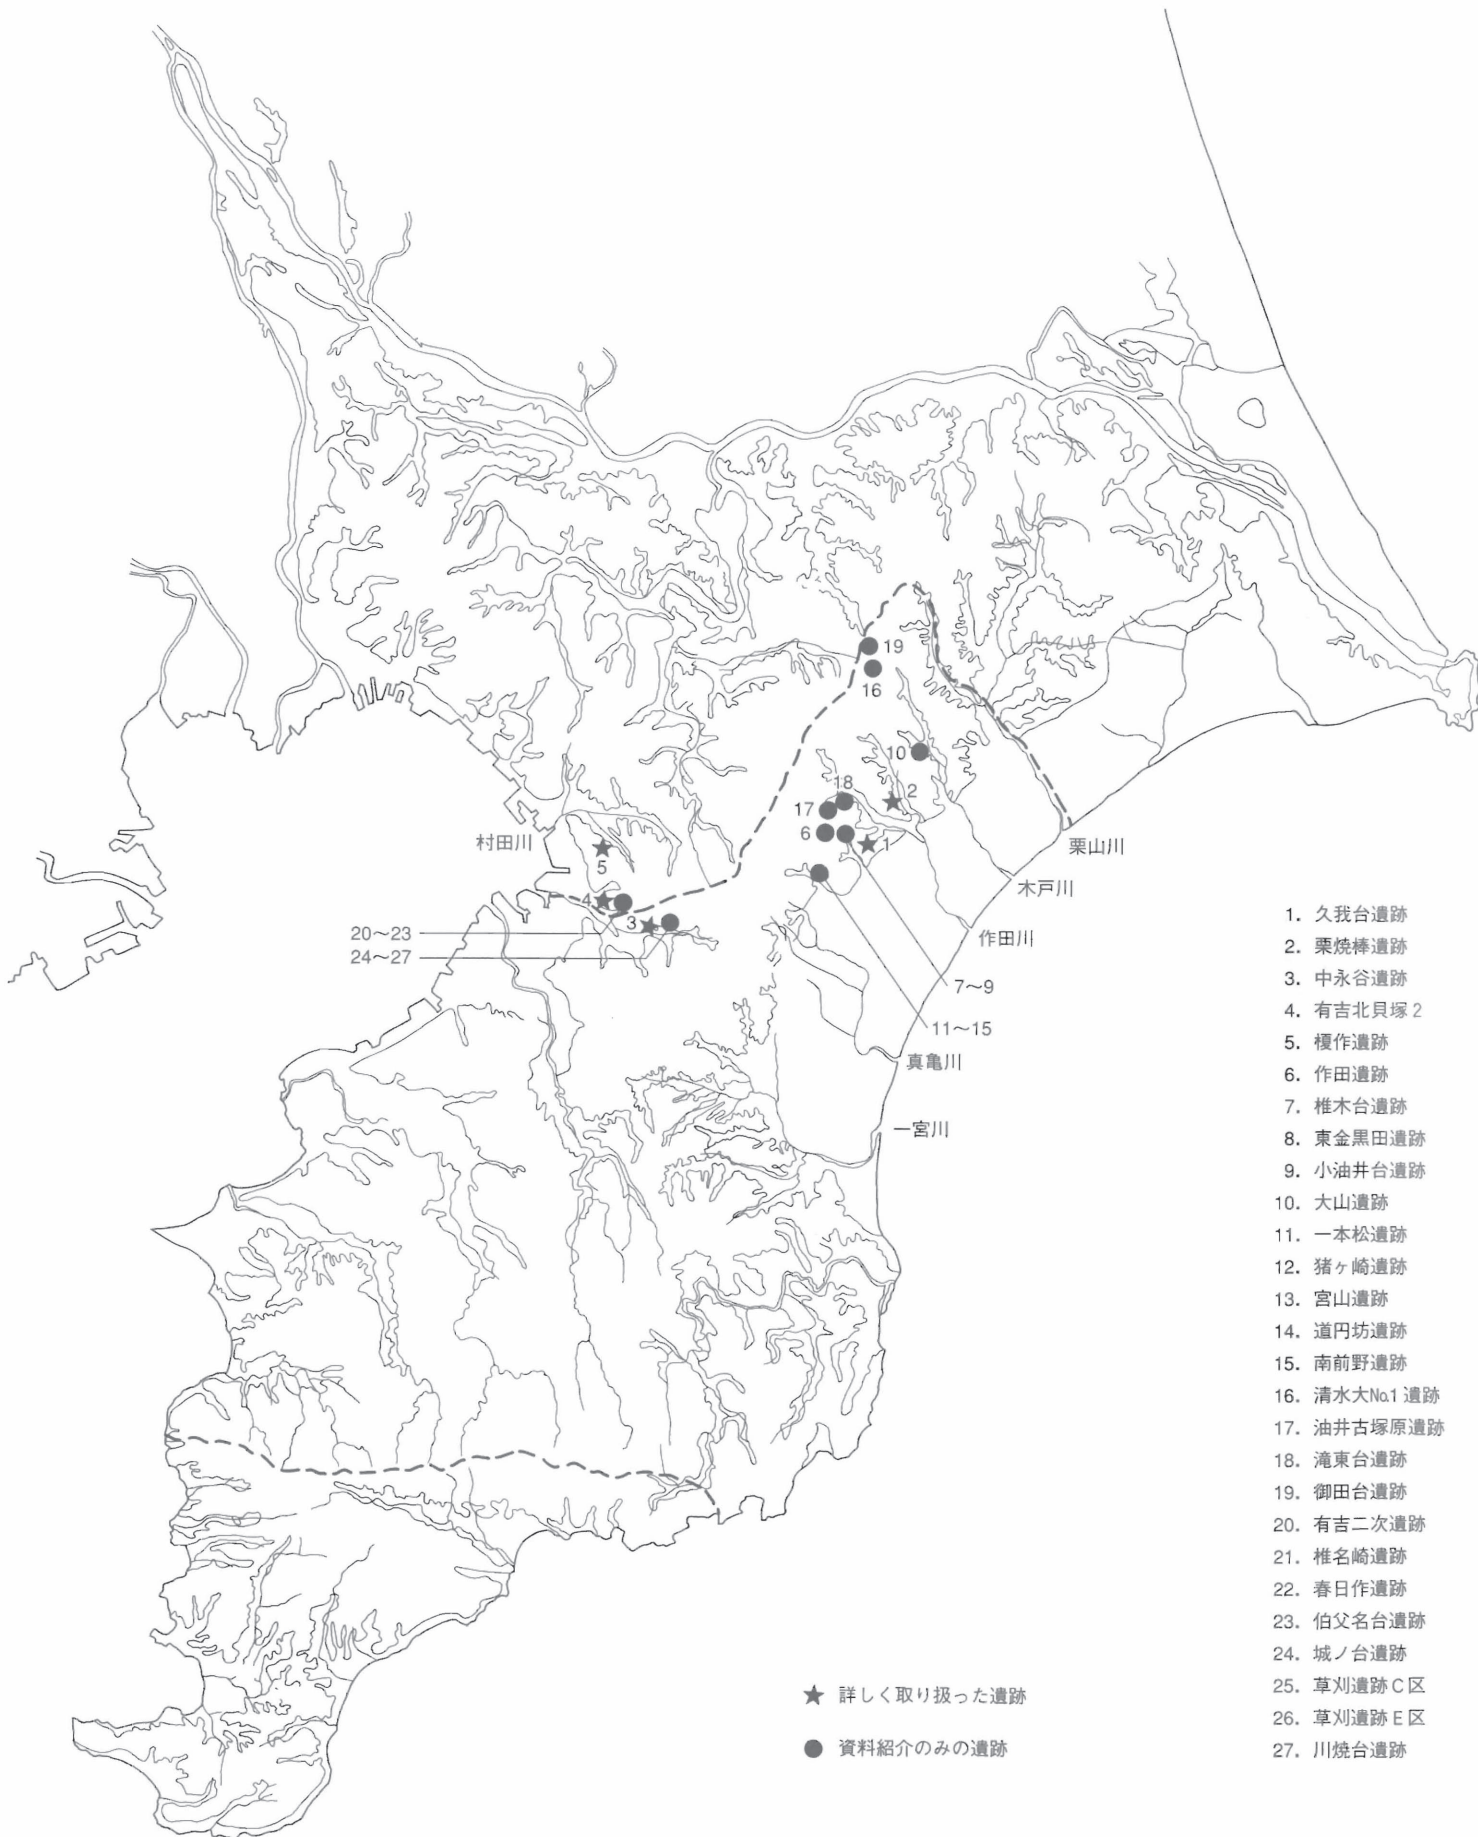 19
16
10
2
18
17
6
1
村田川
5
4
3
20～23
24～27
栗山川
木戸川
作田川
7～9
11～15
真亀川
一宮川
1. 久我台遺跡
2. 栗焼棒遺跡
3. 中永谷遺跡
4. 有吉北貝塚2
5. 榎作遺跡
6. 作田遺跡
7. 椎木台遺跡
8. 東金黒田遺跡
9. 小油井台遺跡
10. 大山遺跡
11. 一本松遺跡
12. 猪ヶ崎遺跡
13. 宮山遺跡
14. 道円坊遺跡
15. 南前野遺跡
16. 清水大No.1遺跡
17. 油井古塚原遺跡
18. 滝東台遺跡
19. 御田台遺跡
20. 有吉二次遺跡
21. 椎名崎遺跡
22. 春日作遺跡
23. 伯父名台遺跡
24. 城ノ台遺跡
25. 草刈遺跡C区
26. 草刈遺跡E区
27. 川焼台遺跡
★ 詳しく取り扱った遺跡
● 資料紹介のみの遺跡